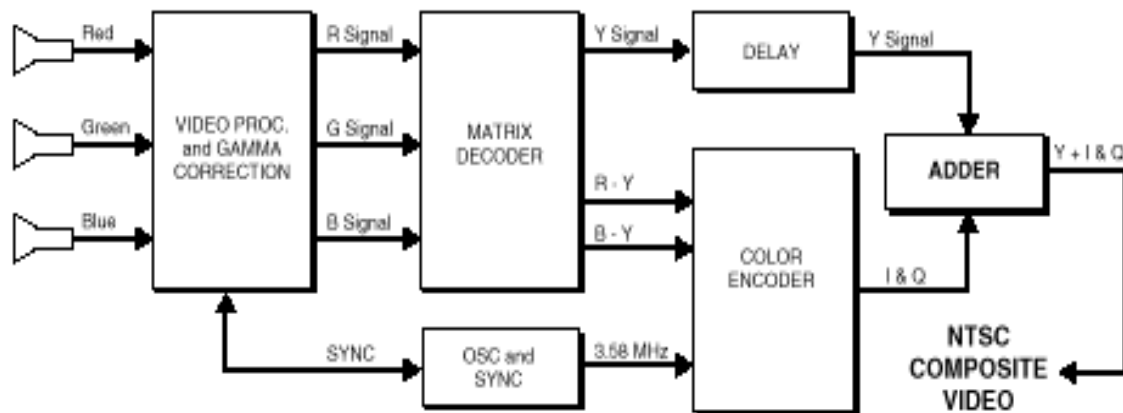 Red
R Signal
Y Signal
DELAY
Y Signal
Green
VIDEO PROC.
and GAMMA
CORRECTION
G Signal
MATRIX
DECODER
ADDER
Y + I & Q
Blue
B Signal
R - Y
B - Y
COLOR
ENCODER
I & Q
SYNC
OSC and
SYNC
3.58 MHz
NTSC
COMPOSITE
VIDEO